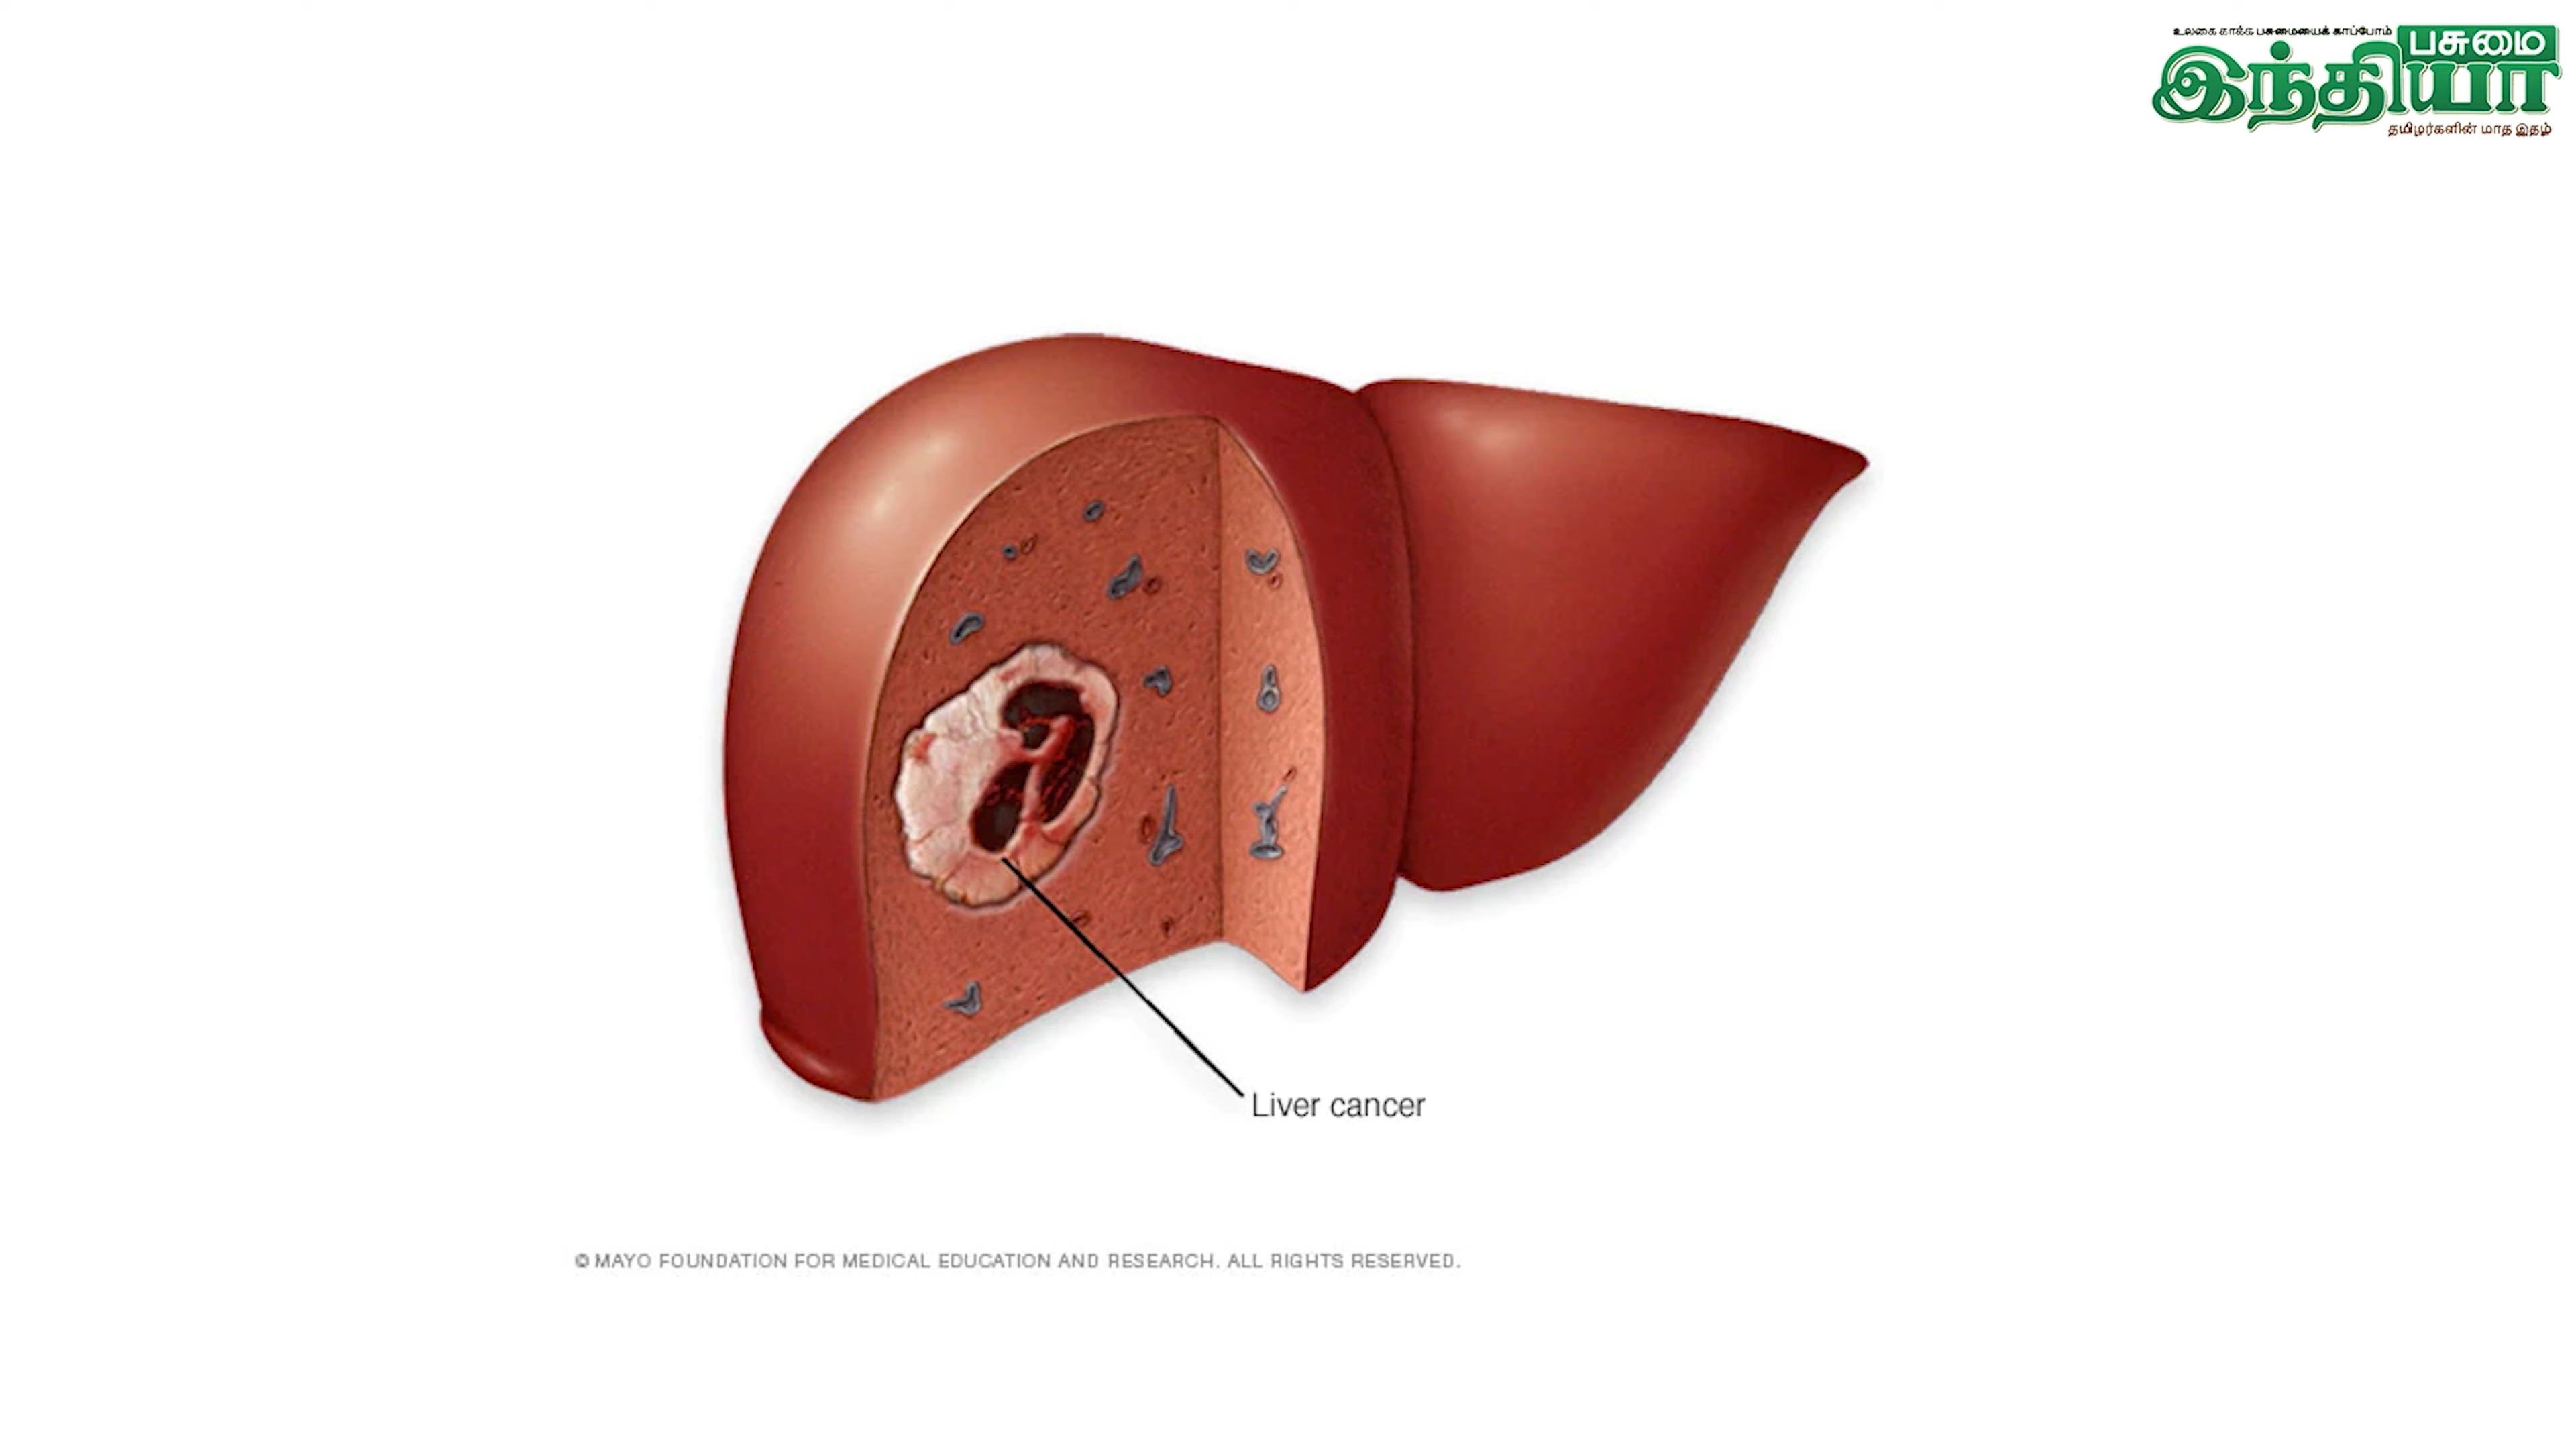 உலகை காக்க பசுமையைக் காப்போம்
பசுமை
இந்தியா
தமிழர்களின் மாத இதழ்
Liver cancer
© MAYO FOUNDATION FOR MEDICAL EDUCATION AND RESEARCH. ALL RIGHTS RESERVED.